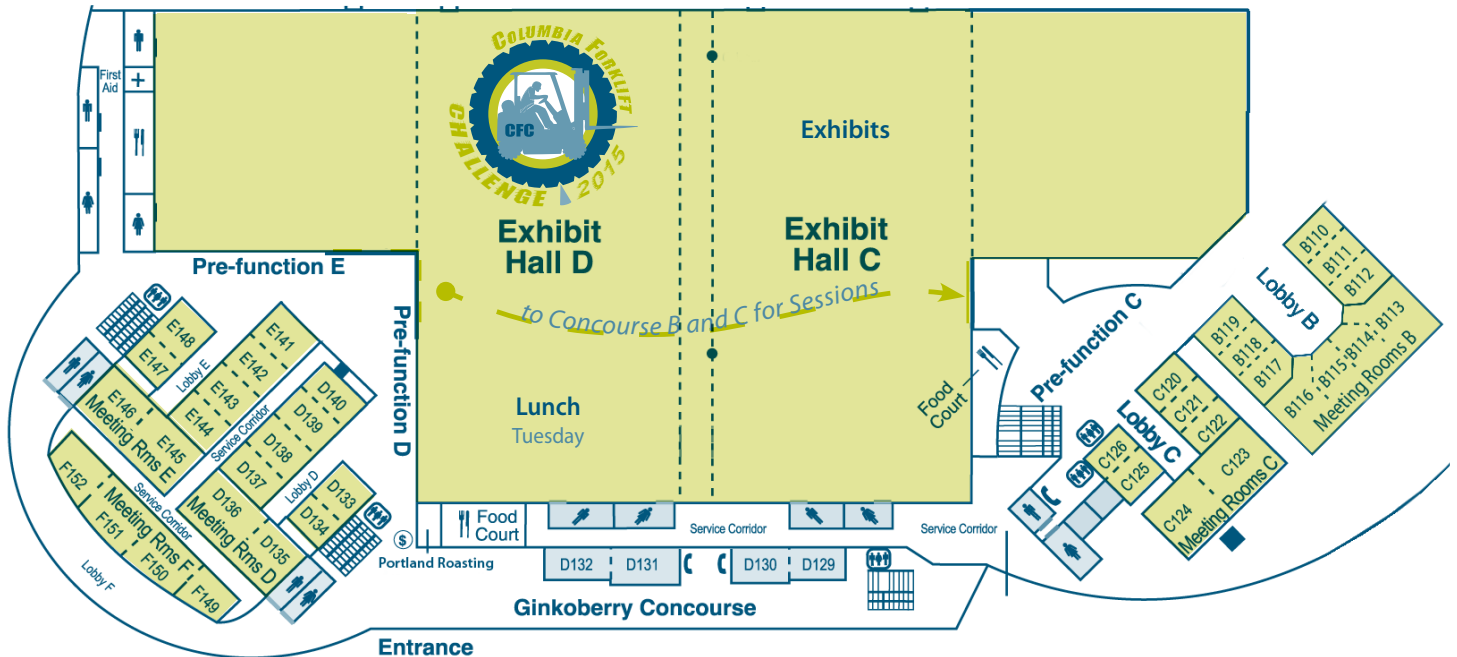 COLUMBIA FORKLIFT
CHALLENGE 2015
CFC
First
Aid
Exhibits
Exhibit
Hall D
Exhibit
Hall C
to Concourse B and C for Sessions
Lunch
Tuesday
Pre-function E
Pre-function D
Pre-function C
E148
E147
Lobby E
E141
E142
E143
E144
E146
E145
Meeting Rms E
Service Corridor
D140
D139
D138
D137
Lobby D
D133
D134
D136
D135
Meeting Rms D
Service Corridor
F152
F151
F150
F149
Meeting Rms F
Lobby F
$
Portland Roasting
Food
Court
Service Corridor
Service Corridor
D132
D131
D130
D129
Ginkoberry Concourse
Entrance
Food
Court
B110
B111
B112
Lobby B
B113
B114
B115
B116
Meeting Rooms B
B119
B118
B117
C120
C121
C122
Lobby C
C126
C125
C123
C124
Meeting Rooms C